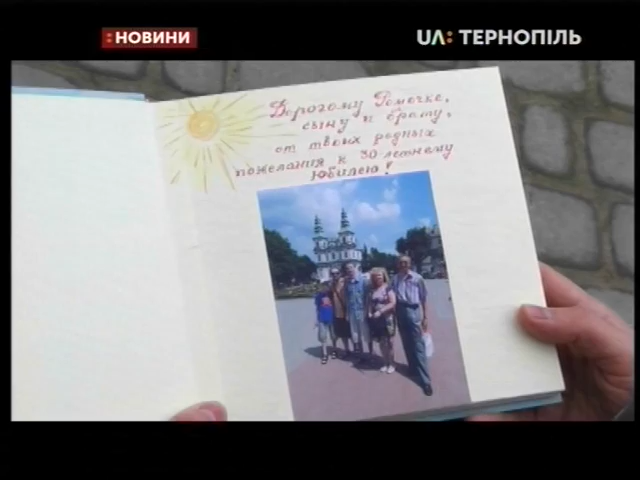 :НОВИНИ
UA: ТЕРНОПІЛЬ
Дорогому Ромочке,
сыну и брату,
от твоих родных
пожелания к 30-летнему
юбилею!